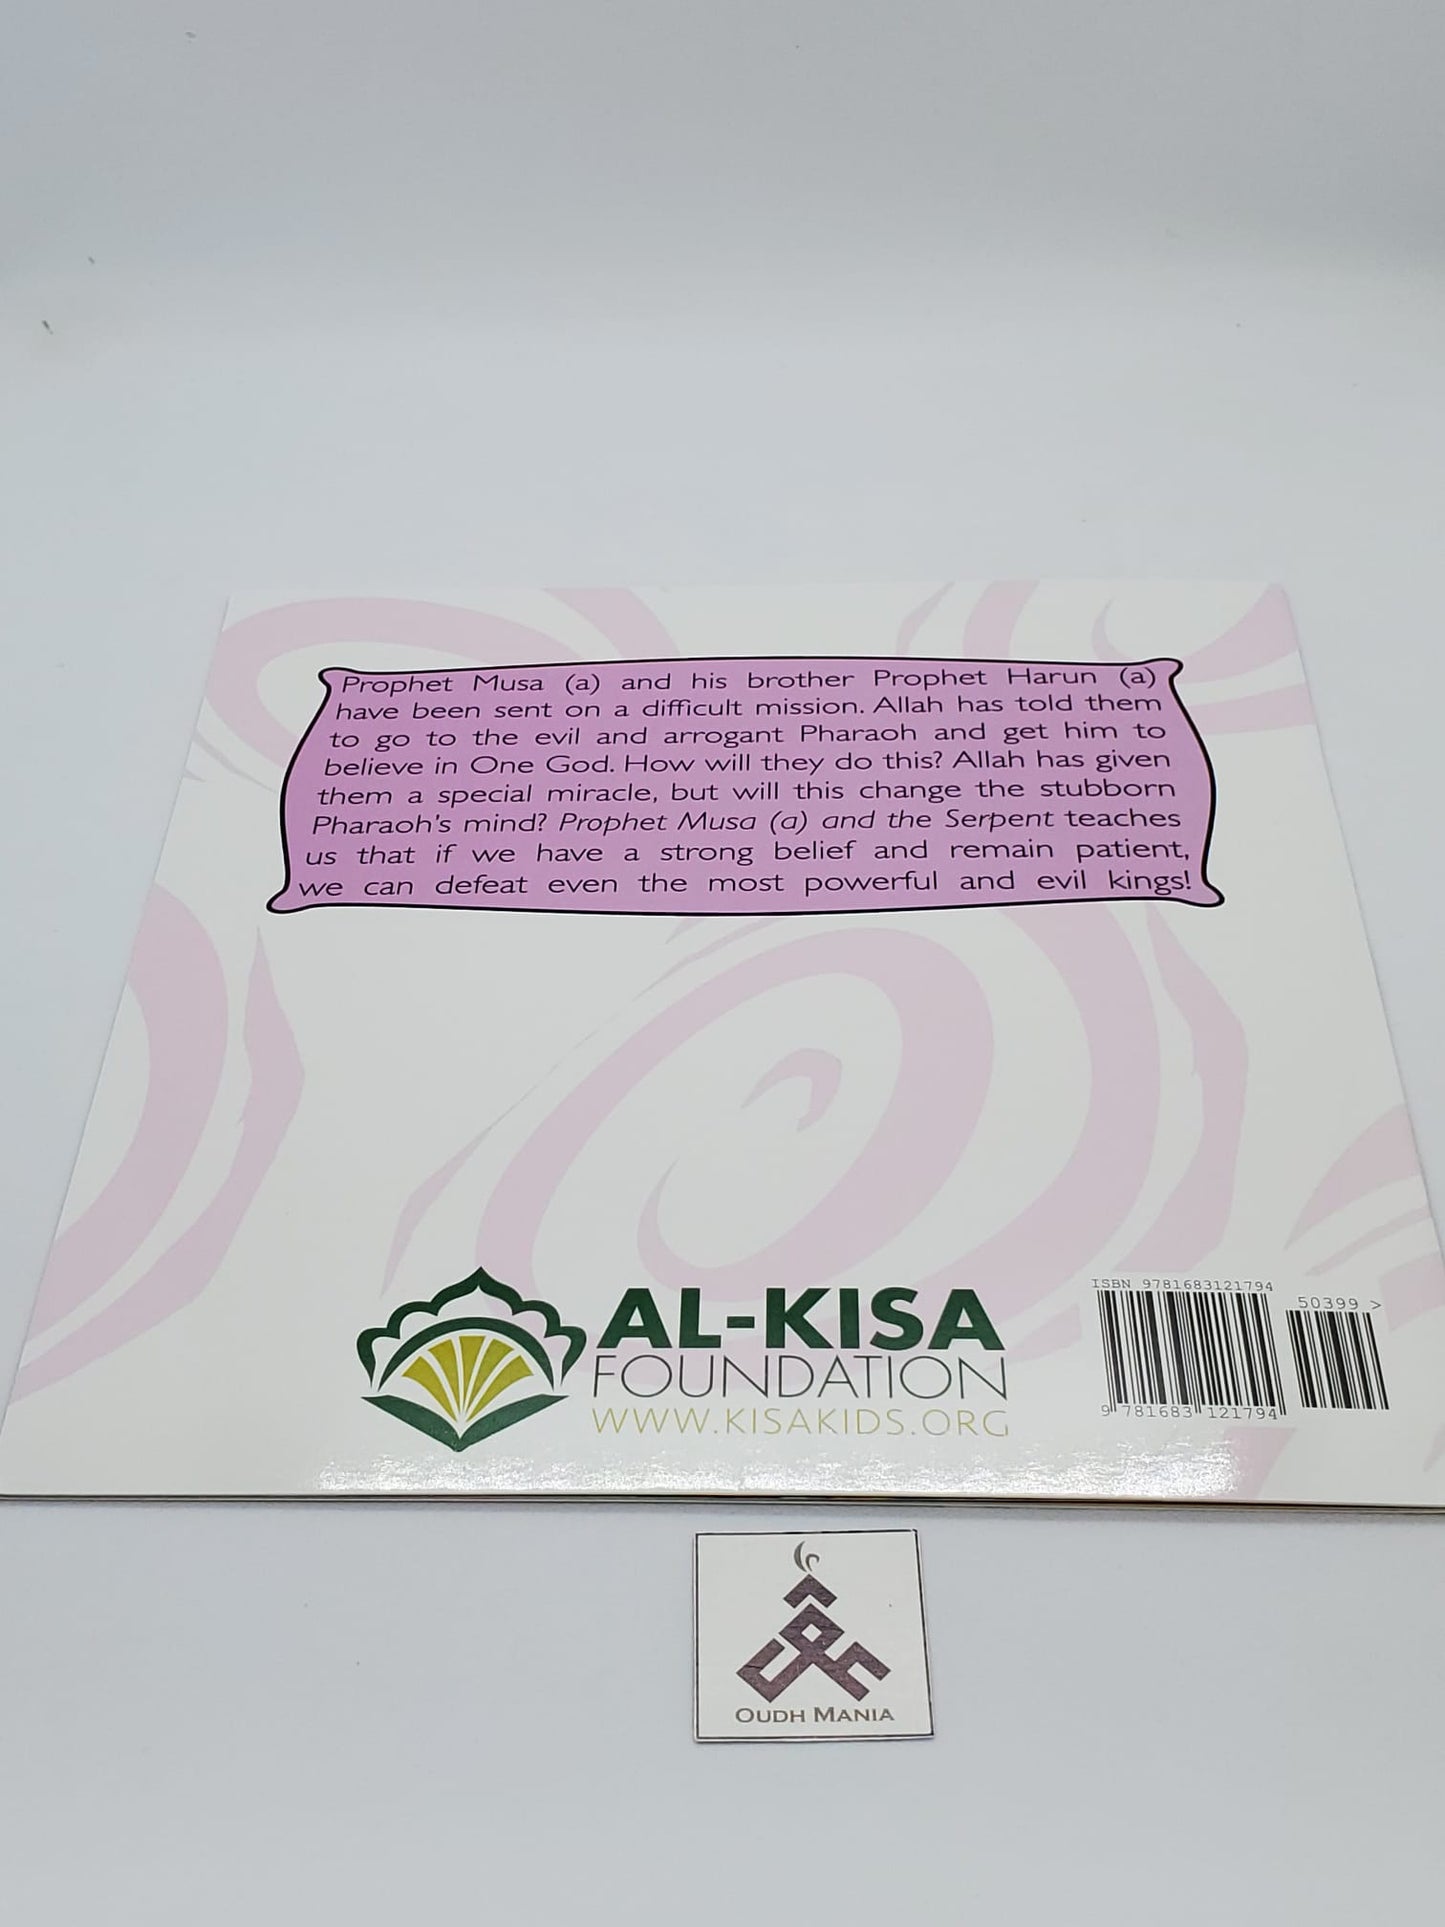 Prophet Musa (a) and his brother Prophet Harun (a)
have been sent on a difficult mission. Allah has told them
to go to the evil and arrogant Pharaoh and get him to
believe in One God. How will they do this? Allah has given
them a special miracle, but will this change the stubborn
Pharaoh's mind? Prophet Musa (a) and the Serpent teaches
us that if we have a strong belief and remain patient,
we can defeat even the most powerful and evil kings!
AL-KISA
FOUNDATION
WWW.KISAKIDS.ORG
ISBN 9781683121794
50399 >
9 781683 121794
OUDH MANIA